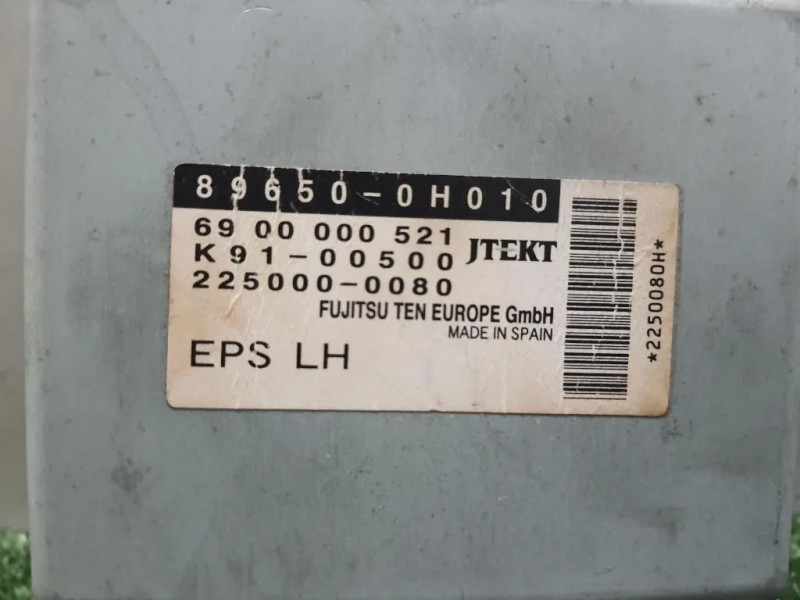 89650-0H010
69 00 000 521
K91-00500 JTEKT
225000-0080
FUJITSU TEN EUROPE GmbH
MADE IN SPAIN
EPS LH
*2250080H*